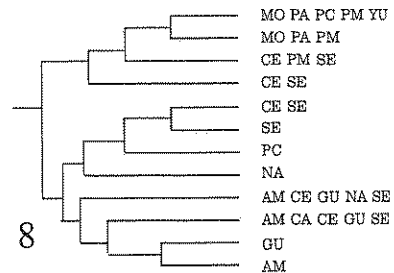 MO PA PC PM YU
MO PA PM
CE PM SE
CE SE
CE SE
SE
PC
NA
AM CE GU NA SE
AM CA CE GU SE
GU
AM
8